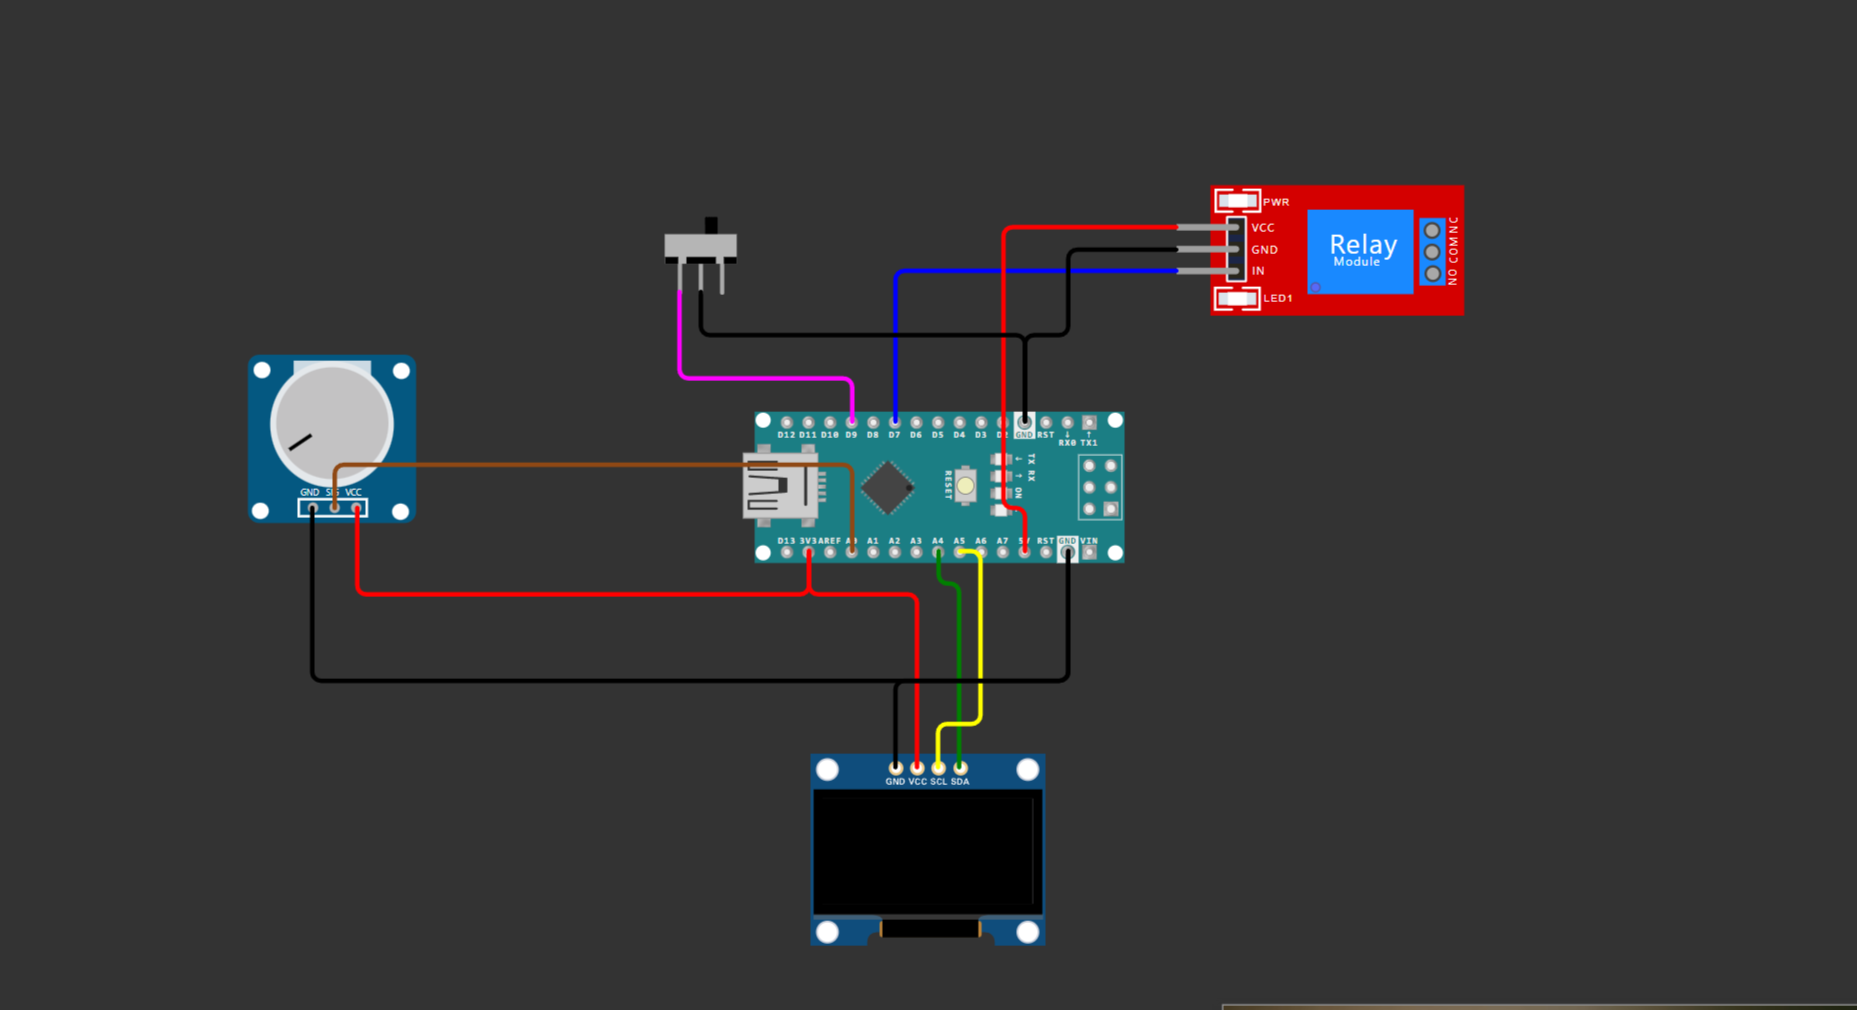 PWR
VCC
GND
IN
LED1
Relay
Module
NO COM NC
GND SIG VCC
D12 D11 D10 D9 D8 D7 D6 D5 D4 D3 D2 GND RST RX0 TX1
RESET
TX
RX
ON
D13 3V3 AREF A0 A1 A2 A3 A4 A5 A6 A7 5V RST GND VIN
GND VCC SCL SDA